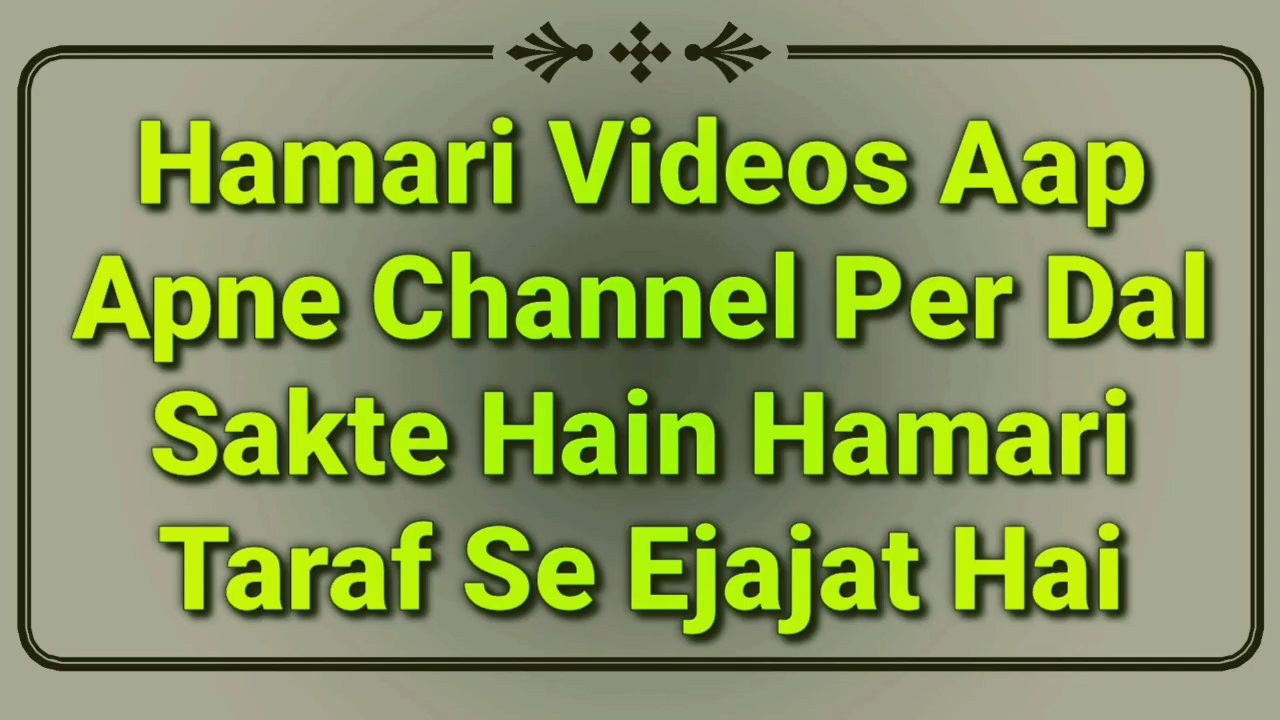 Hamari Videos Aap
Apne Channel Per Dal
Sakte Hain Hamari
Taraf Se Ejajat Hai